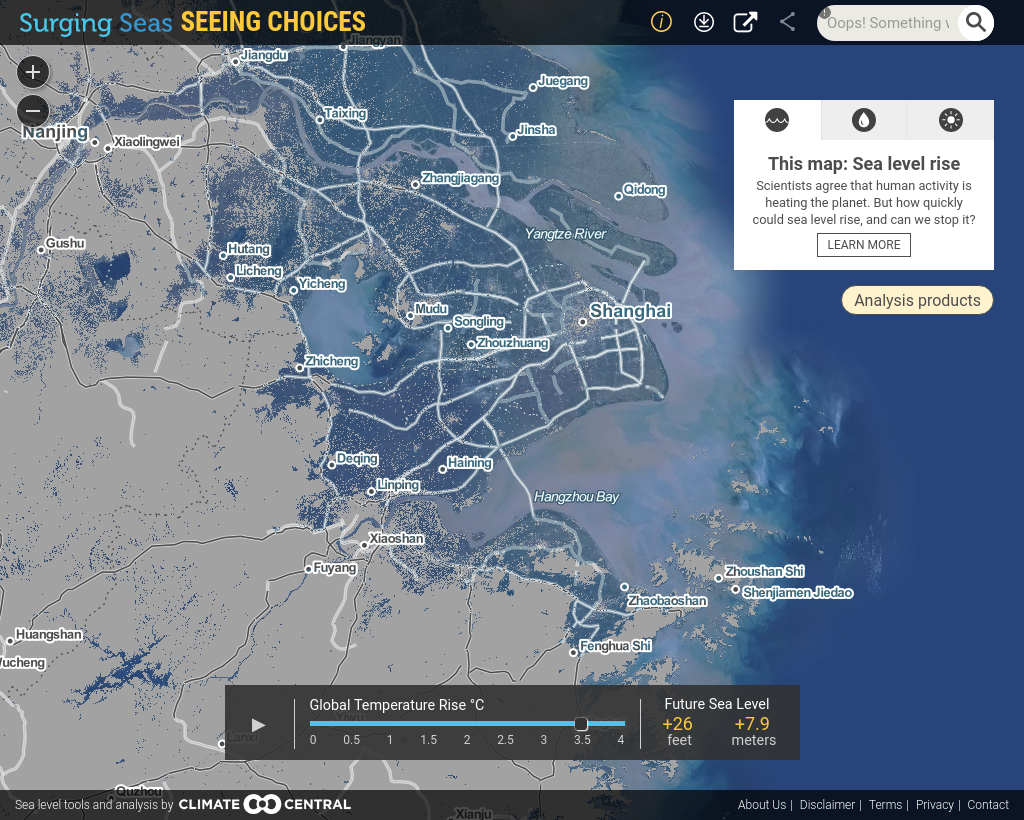 Surging Seas SEEING CHOICES
Oops! Something
Jiangyan
Jiangdu
Juegang
Taixing
Jinsha
Nanjing
Xiaolingwei
Zhangjiagang
Qidong
This map: Sea level rise
Scientists agree that human activity is
heating the planet. But how quickly
could sea level rise, and can we stop it?
LEARN MORE
Yangtze River
Gushu
Hutang
Licheng
Yicheng
Analysis products
Mudu
Shanghai
Songling
Zhouzhuang
Zhicheng
Deqing
Haining
Linping
Hangzhou Bay
Xiaoshan
Fuyang
Zhoushan Shi
Shenjiamen Jiedao
Zhaobaoshan
Huangshan
Fenghua Shi
Wucheng
Global Temperature Rise °C
Yiwu
0 0.5 1 1.5 2 2.5 3 3.5 4
Future Sea Level
+26 +7.9
feet meters
Lanxi
Quzhou
Sea level tools and analysis by CLIMATE CENTRAL
Xianju
About Us | Disclaimer | Terms | Privacy | Contact